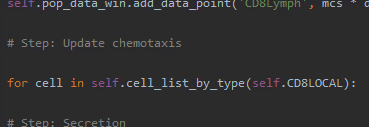 self.pop_data_win.add_data_point('CD8Lymph', mcs * d
# Step: Update chemotaxis
for cell in self.cell_list_by_type(self.CD8LOCAL):
# Step: Secretion